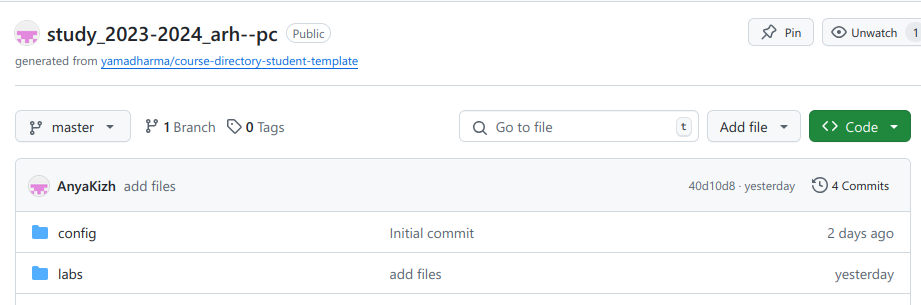 study_2023-2024_arh--pc Public Pin Unwatch 1
generated from yamadharma/course-directory-student-template
master 1 Branch 0 Tags Go to file t Add file Code
AnyaKizh add files 40d10d8 · yesterday 4 Commits
config Initial commit 2 days ago
labs add files yesterday